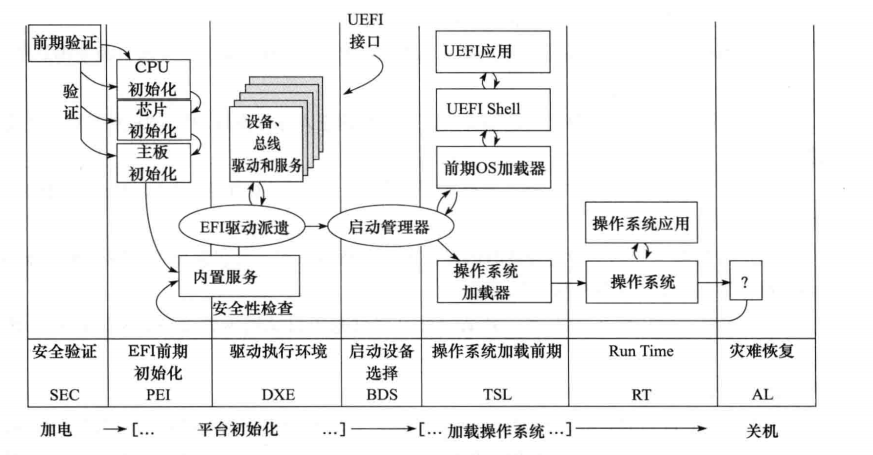 UEFI
接口
前期验证
验
证
CPU
初始化
芯片
初始化
主板
初始化
设备、
总线
驱动和服务
UEFI应用
UEFI Shell
前期OS加载器
EFI驱动派遣
启动管理器
操作系统应用
内置服务
操作系统
加载器
操作系统
?
安全性检查
安全验证
EFI前期
初始化
驱动执行环境
启动设备
选择
操作系统加载前期
Run Time
灾难恢复
SEC
PEI
DXE
BDS
TSL
RT
AL
加电
[… 平台初始化 …]
[… 加载操作系统 …]
关机